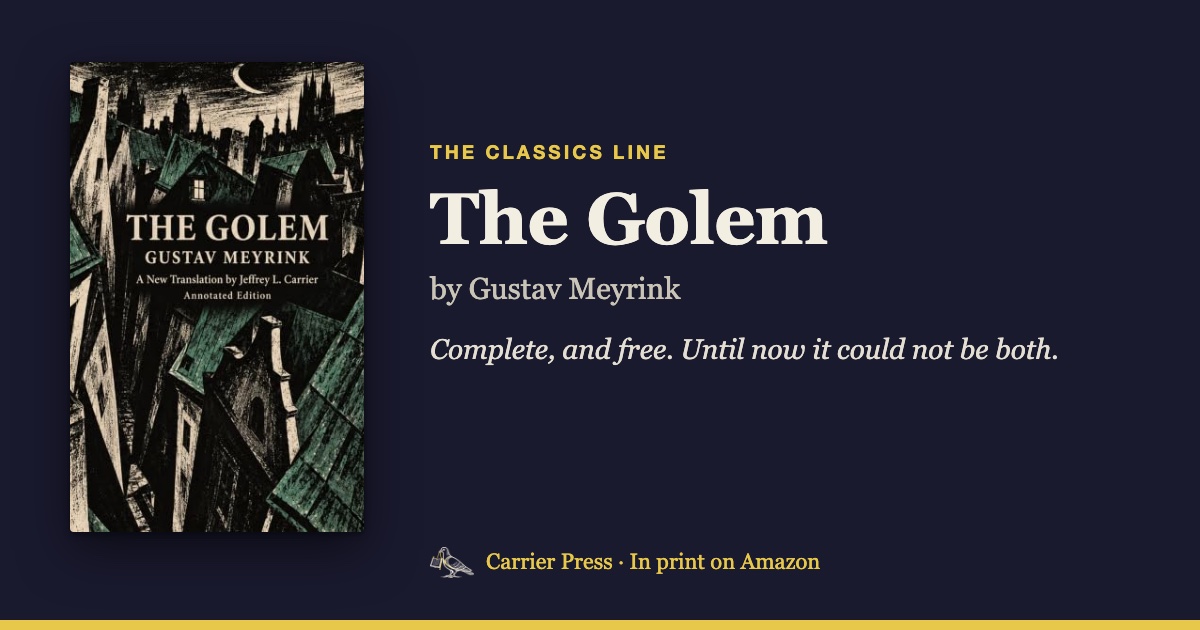 THE GOLEM
GUSTAV MEYRINK
A New Translation by Jeffrey L. Carrier
Annotated Edition
THE CLASSICS LINE
The Golem
by Gustav Meyrink
Complete, and free. Until now it could not be both.
Carrier Press · In print on Amazon